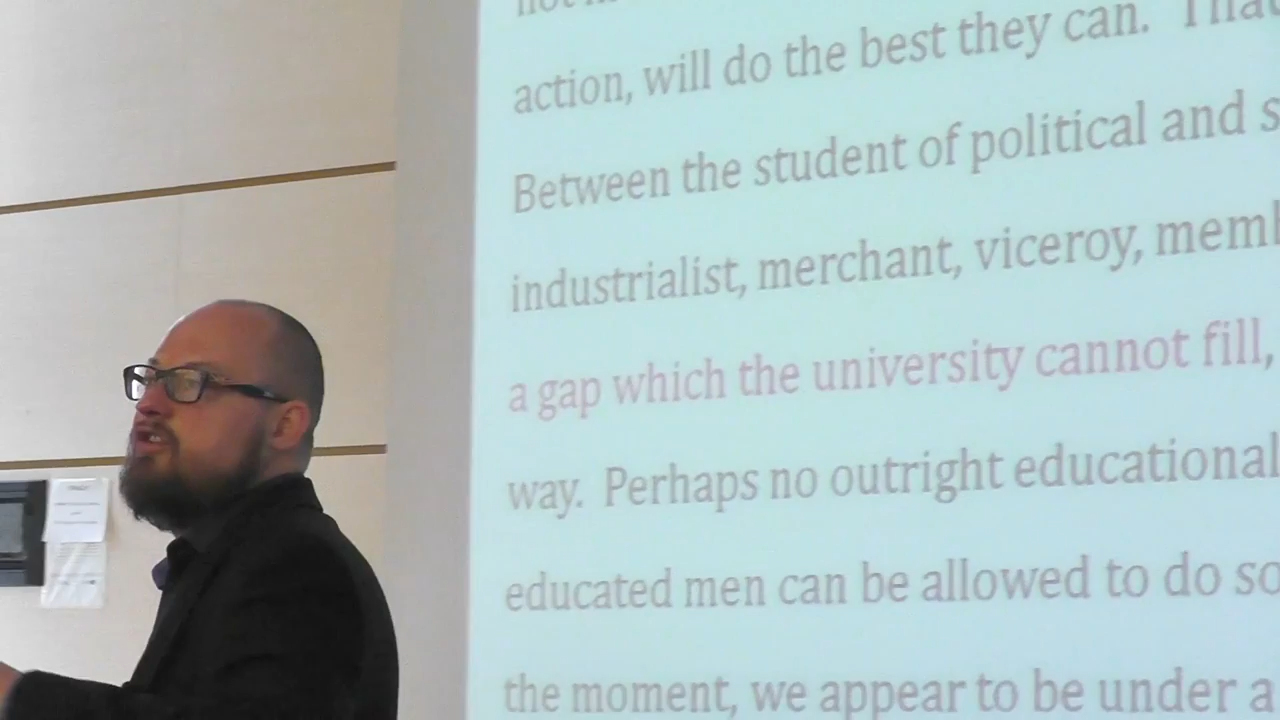 action, will do the best they can.
Between the student of political and s
industrialist, merchant, viceroy, memb
a gap which the university cannot fill,
way. Perhaps no outright educational
educated men can be allowed to do so
the moment, we appear to be under a